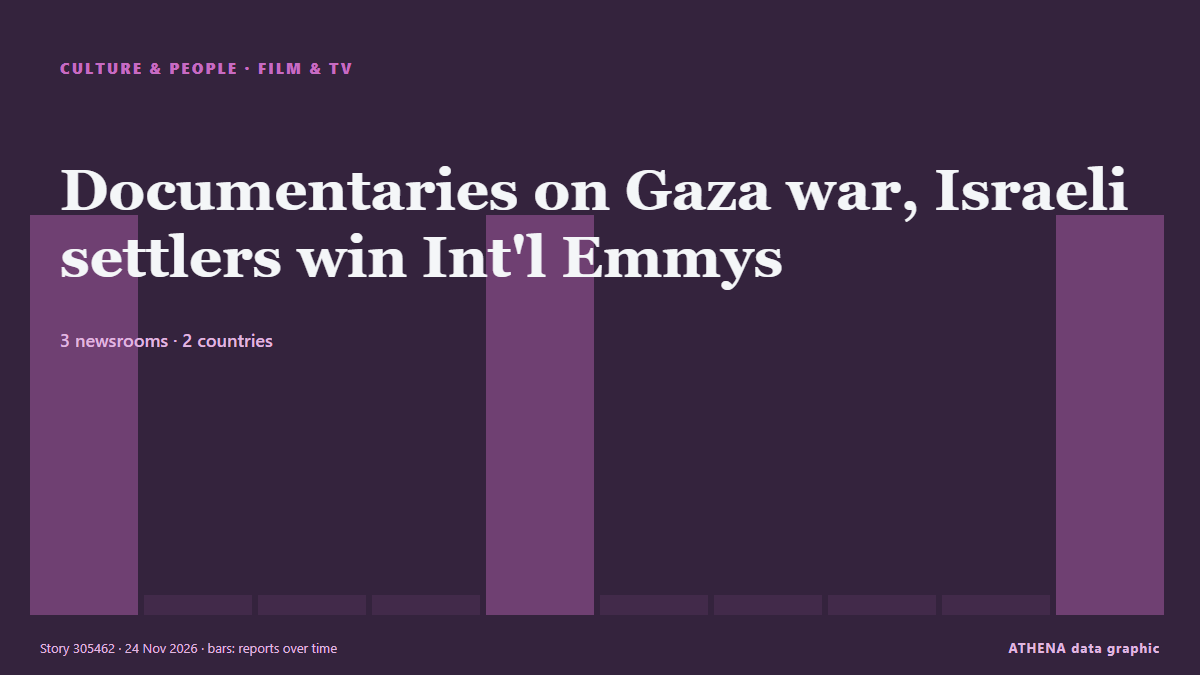 CULTURE & PEOPLE · FILM & TV
Documentaries on Gaza war, Israeli
settlers win Int'l Emmys
3 newsrooms · 2 countries
Story 305462 · 24 Nov 2026 · bars: reports over time
ATHENA data graphic